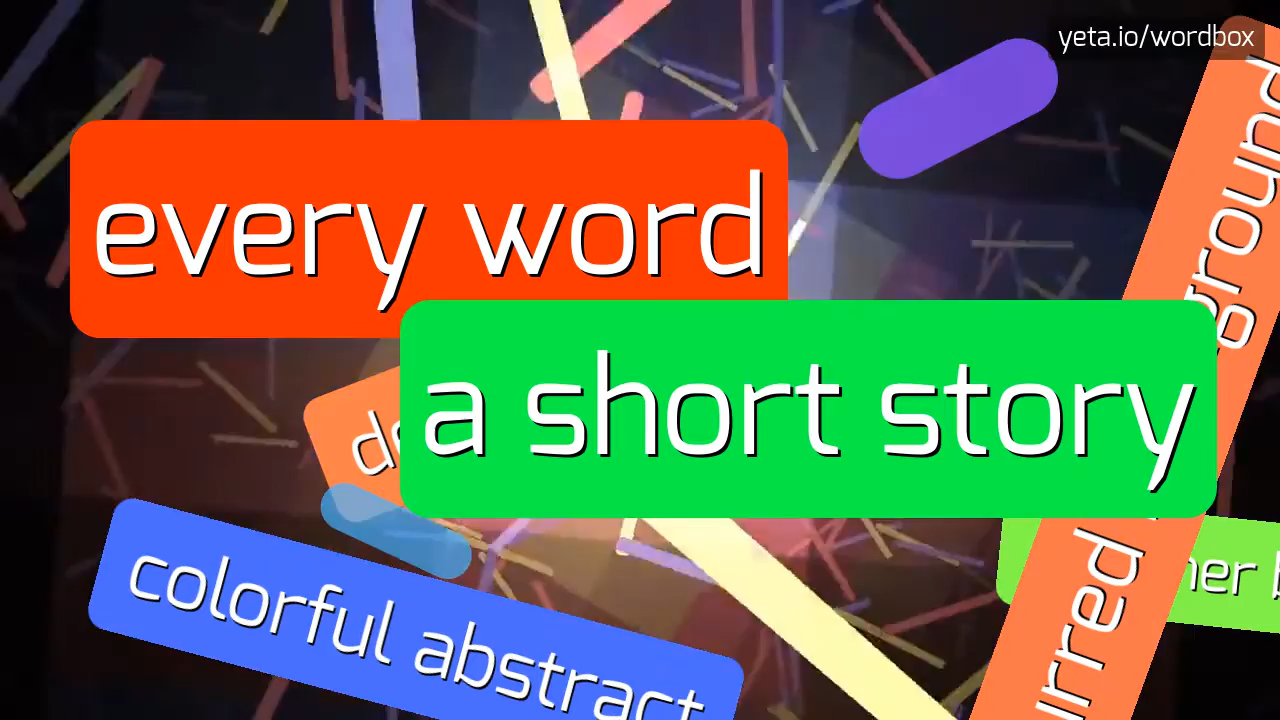 yeta.io/wordbox
every word
a short story
colorful abstract